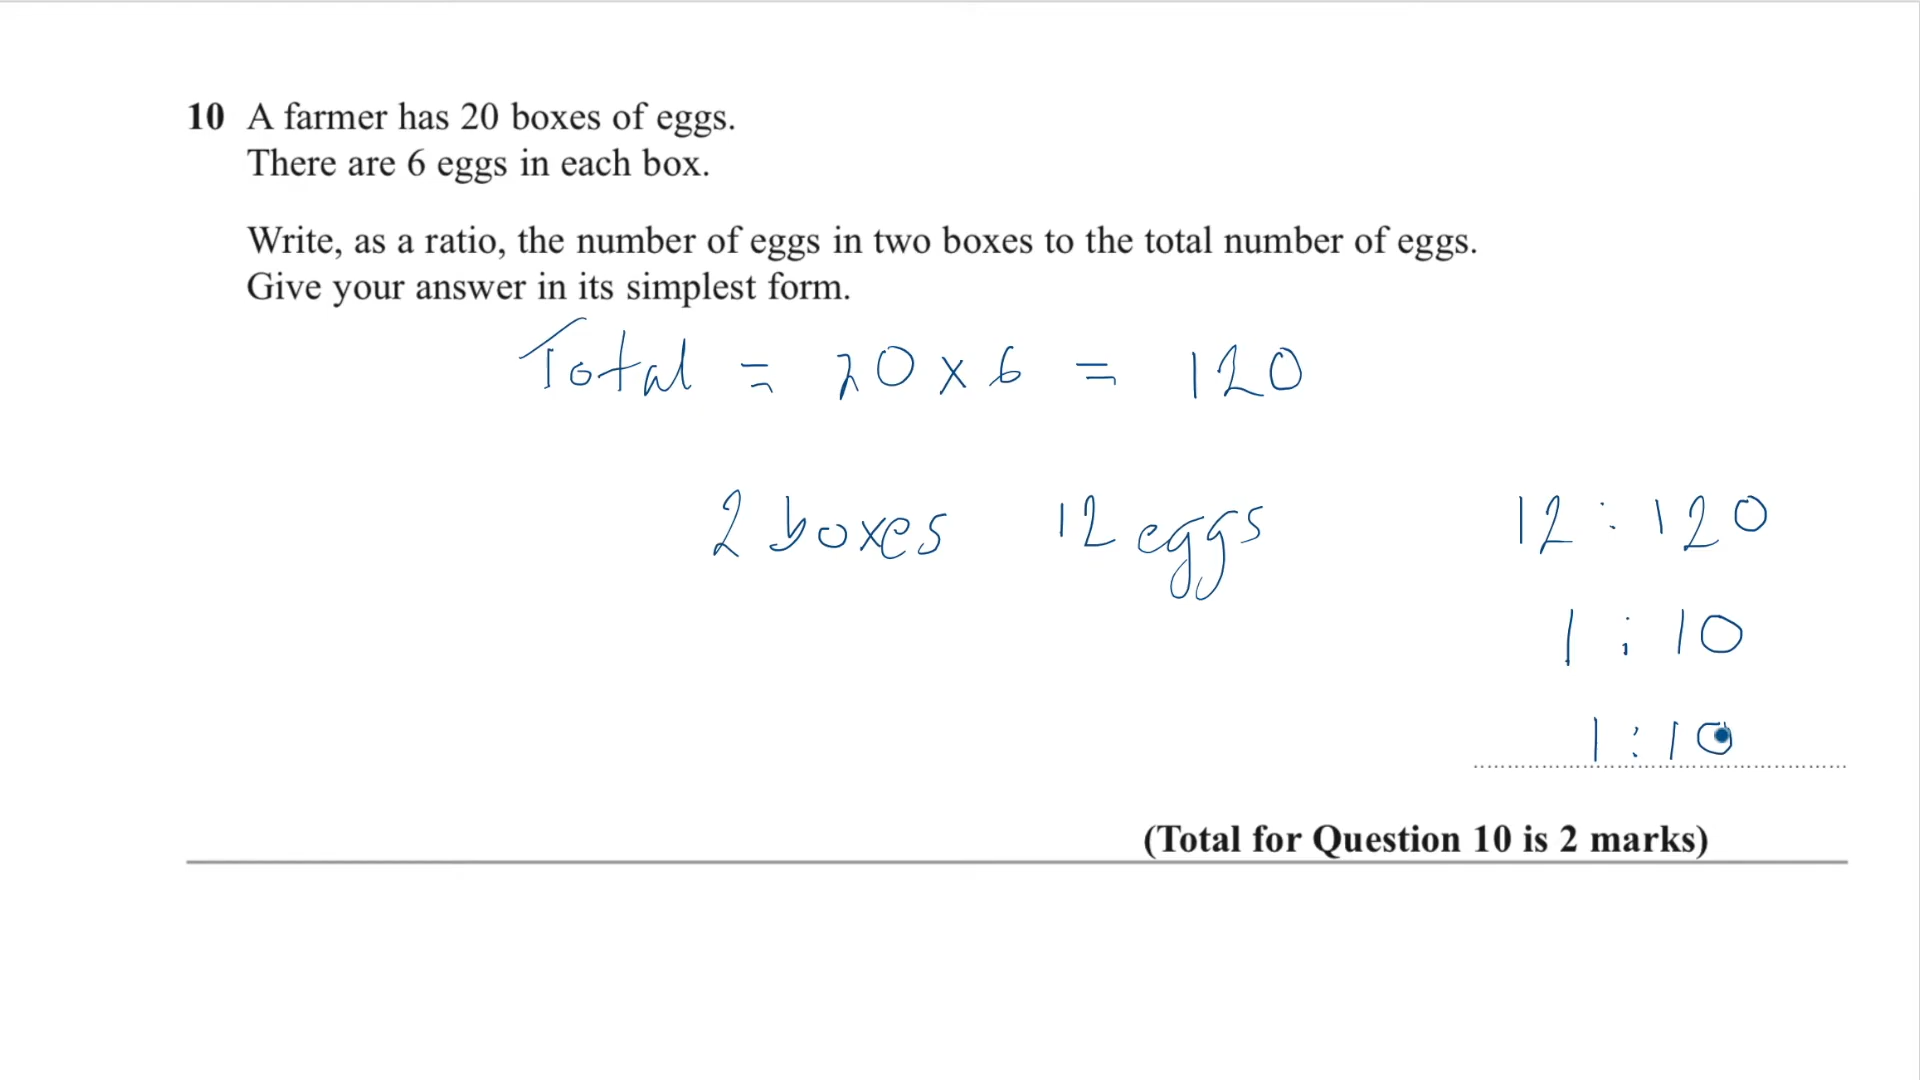 10 A farmer has 20 boxes of eggs.
There are 6 eggs in each box.
Write, as a ratio, the number of eggs in two boxes to the total number of eggs.
Give your answer in its simplest form.
Total = 20 x 6 = 120
2 boxes 12 eggs 12 : 120
1 : 10
1 : 10
(Total for Question 10 is 2 marks)